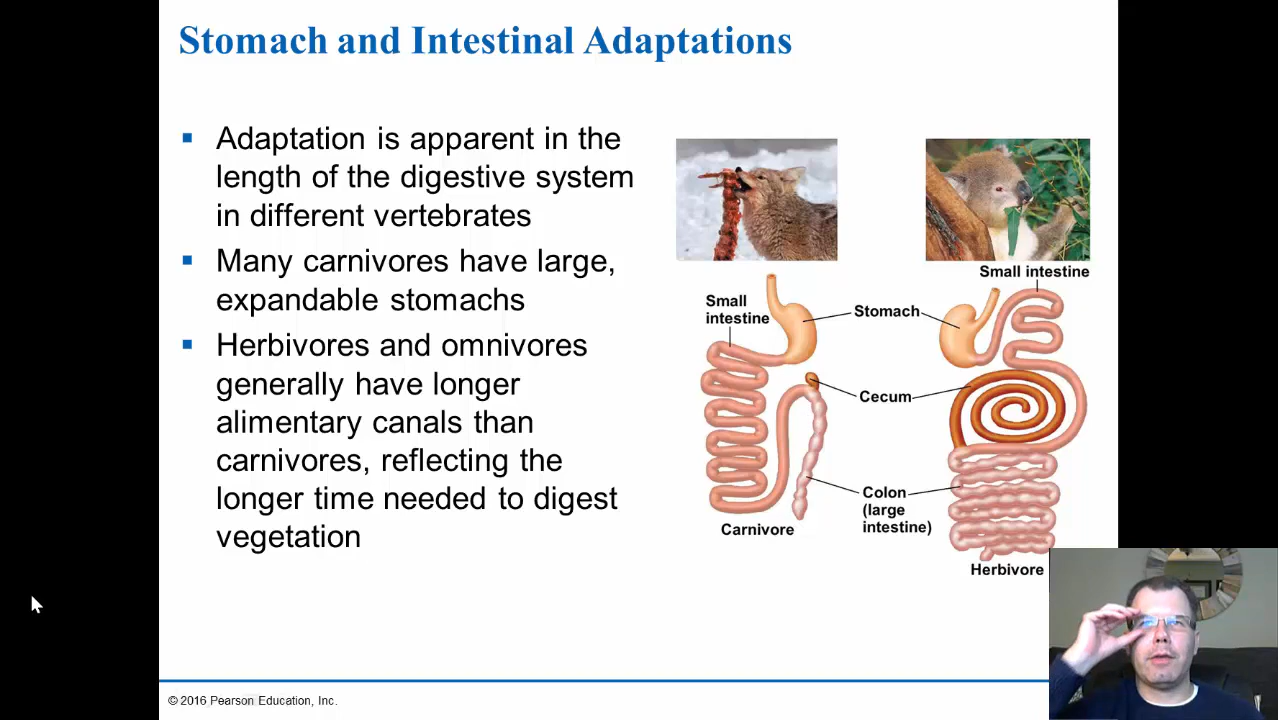 Stomach and Intestinal Adaptations
Adaptation is apparent in the
length of the digestive system
in different vertebrates
Many carnivores have large,
expandable stomachs
Herbivores and omnivores
generally have longer
alimentary canals than
carnivores, reflecting the
longer time needed to digest
vegetation
Small
intestine
Stomach
Small intestine
Cecum
Colon
(large
intestine)
Carnivore
Herbivore
© 2016 Pearson Education, Inc.